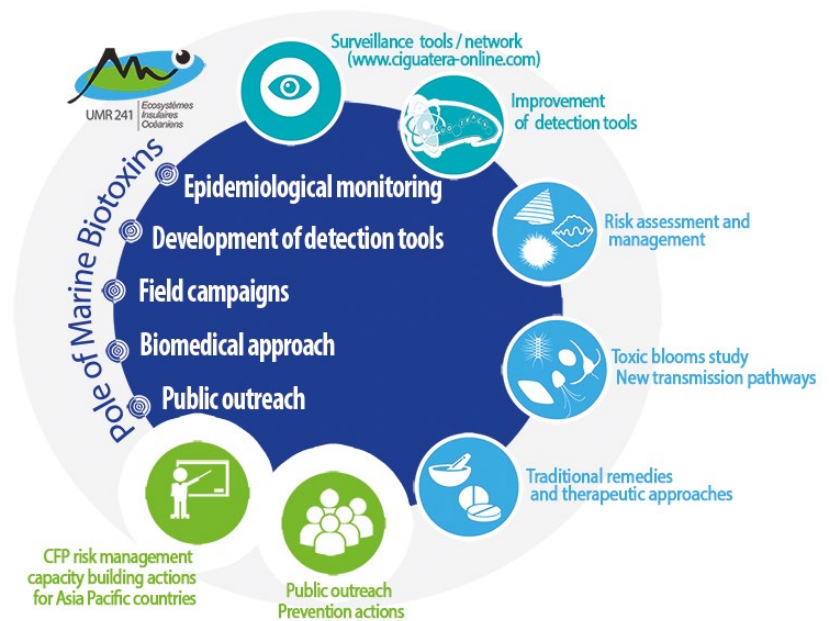 UMR 241
Ecosystèmes
Insulaires
Océaniens
Surveillance tools / network
(www.ciguatera-online.com)
Improvement
of detection tools
Risk assessment and
management
Toxic blooms study
New transmission pathways
Traditional remedies
and therapeutic approaches
Public outreach
Prevention actions
CFP risk management
capacity building actions
for Asia Pacific countries
Pole of Marine Biotoxins
Epidemiological monitoring
Development of detection tools
Field campaigns
Biomedical approach
Public outreach